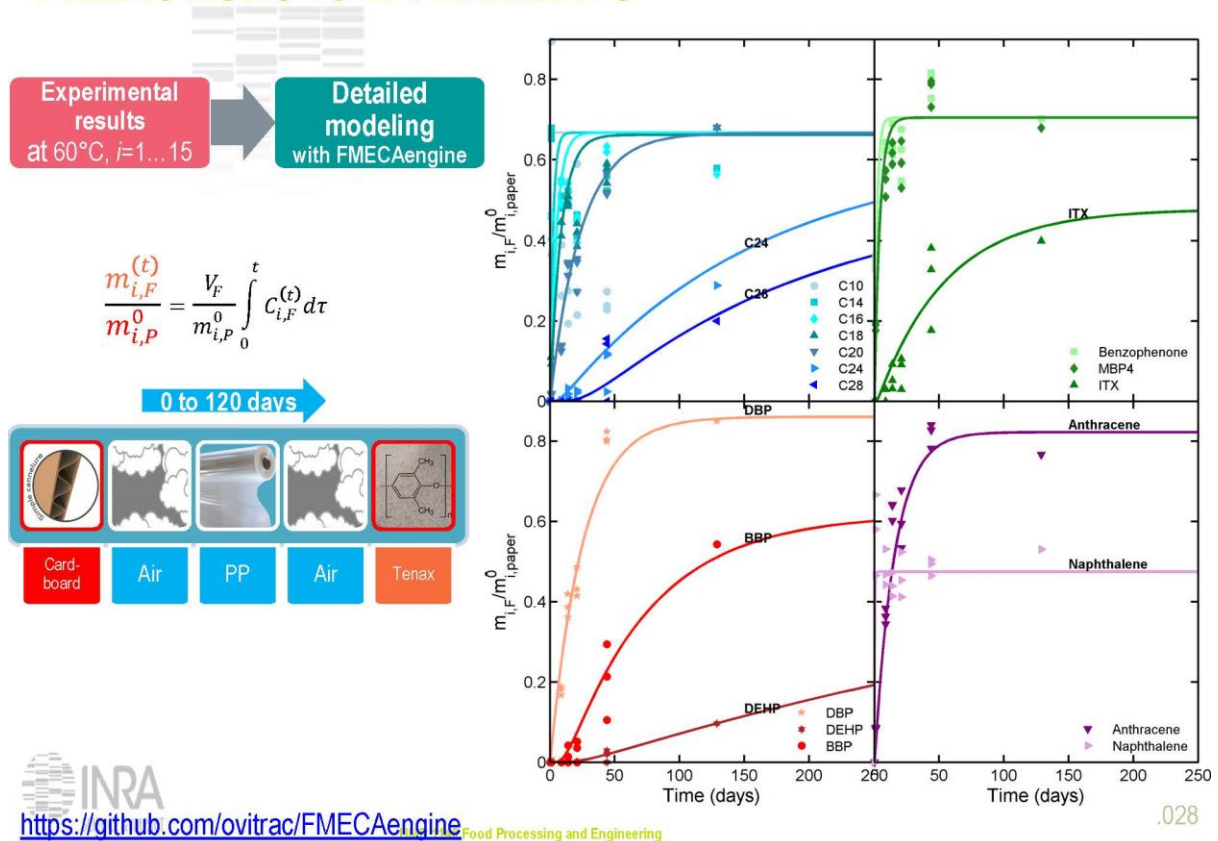 Experimental
results
at 60°C, i=1...15
Detailed
modeling
with FMECAengine
m_{i,F}^{(t)} / m_{i,P}^{0} = V_F / m_{i,P}^{0} ∫_0^t C_{i,F}^{(t)} dτ
0 to 120 days
Simple cannelure
CH₃
O
CH₃
n
Card-
board
Air
PP
Air
Tenax
m_{i,F}/m^0_{i,paper}
0.8
0.6
0.4
0.2
0
C24
C28
C10
C14
C16
C18
C20
C24
C28
ITX
Benzophenone
MBP4
ITX
m_{i,F}/m^0_{i,paper}
0.8
0.6
0.4
0.2
0
DBP
BBP
DEHP
DBP
DEHP
BBP
0 50 100 150 200
Time (days)
Anthracene
Naphthalene
Anthracene
Naphthalene
50 100 150 200 250
Time (days)
INRA
https://github.com/ovitrac/FMECAengine
Food Processing and Engineering
.028